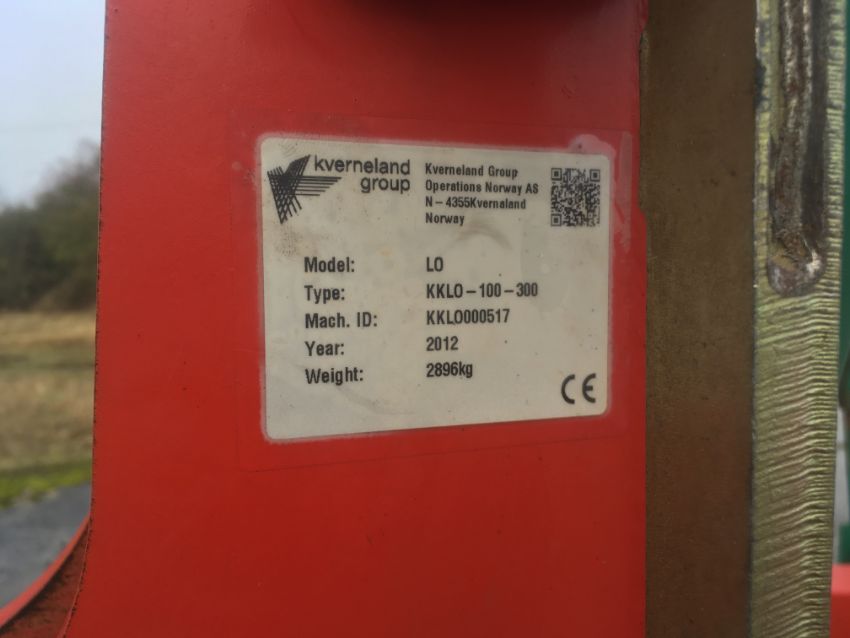 kverneland
group
Kverneland Group
Operations Norway AS
N – 4355Kvernaland
Norway
Model: LO
Type: KKLO–100–300
Mach. ID: KKLO000517
Year: 2012
Weight: 2896kg
CE